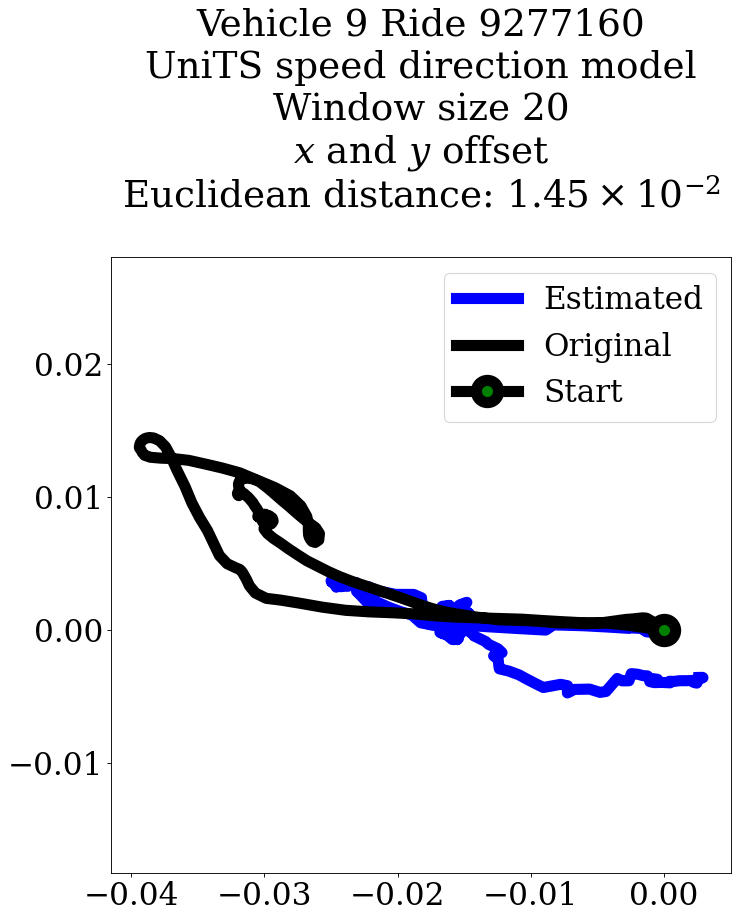 Vehicle 9 Ride 9277160
UniTS speed direction model
Window size 20
x and y offset
Euclidean distance: 1.45 × 10⁻²
Estimated
Original
Start
0.02
0.01
0.00
−0.01
−0.04 −0.03 −0.02 −0.01 0.00